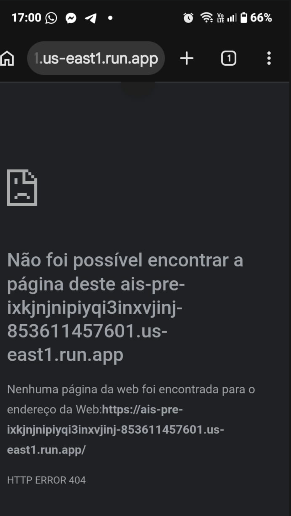 17:00 66%
.us-east1.run.app 1
Não foi possível encontrar a
página deste ais-pre-
ixkjnjnipiyqi3inxvjinj-
853611457601.us-
east1.run.app
Nenhuma página da web foi encontrada para o
endereço da Web:https://ais-pre-
ixkjnjnipiyqi3inxvjinj-853611457601.us-
east1.run.app/
HTTP ERROR 404